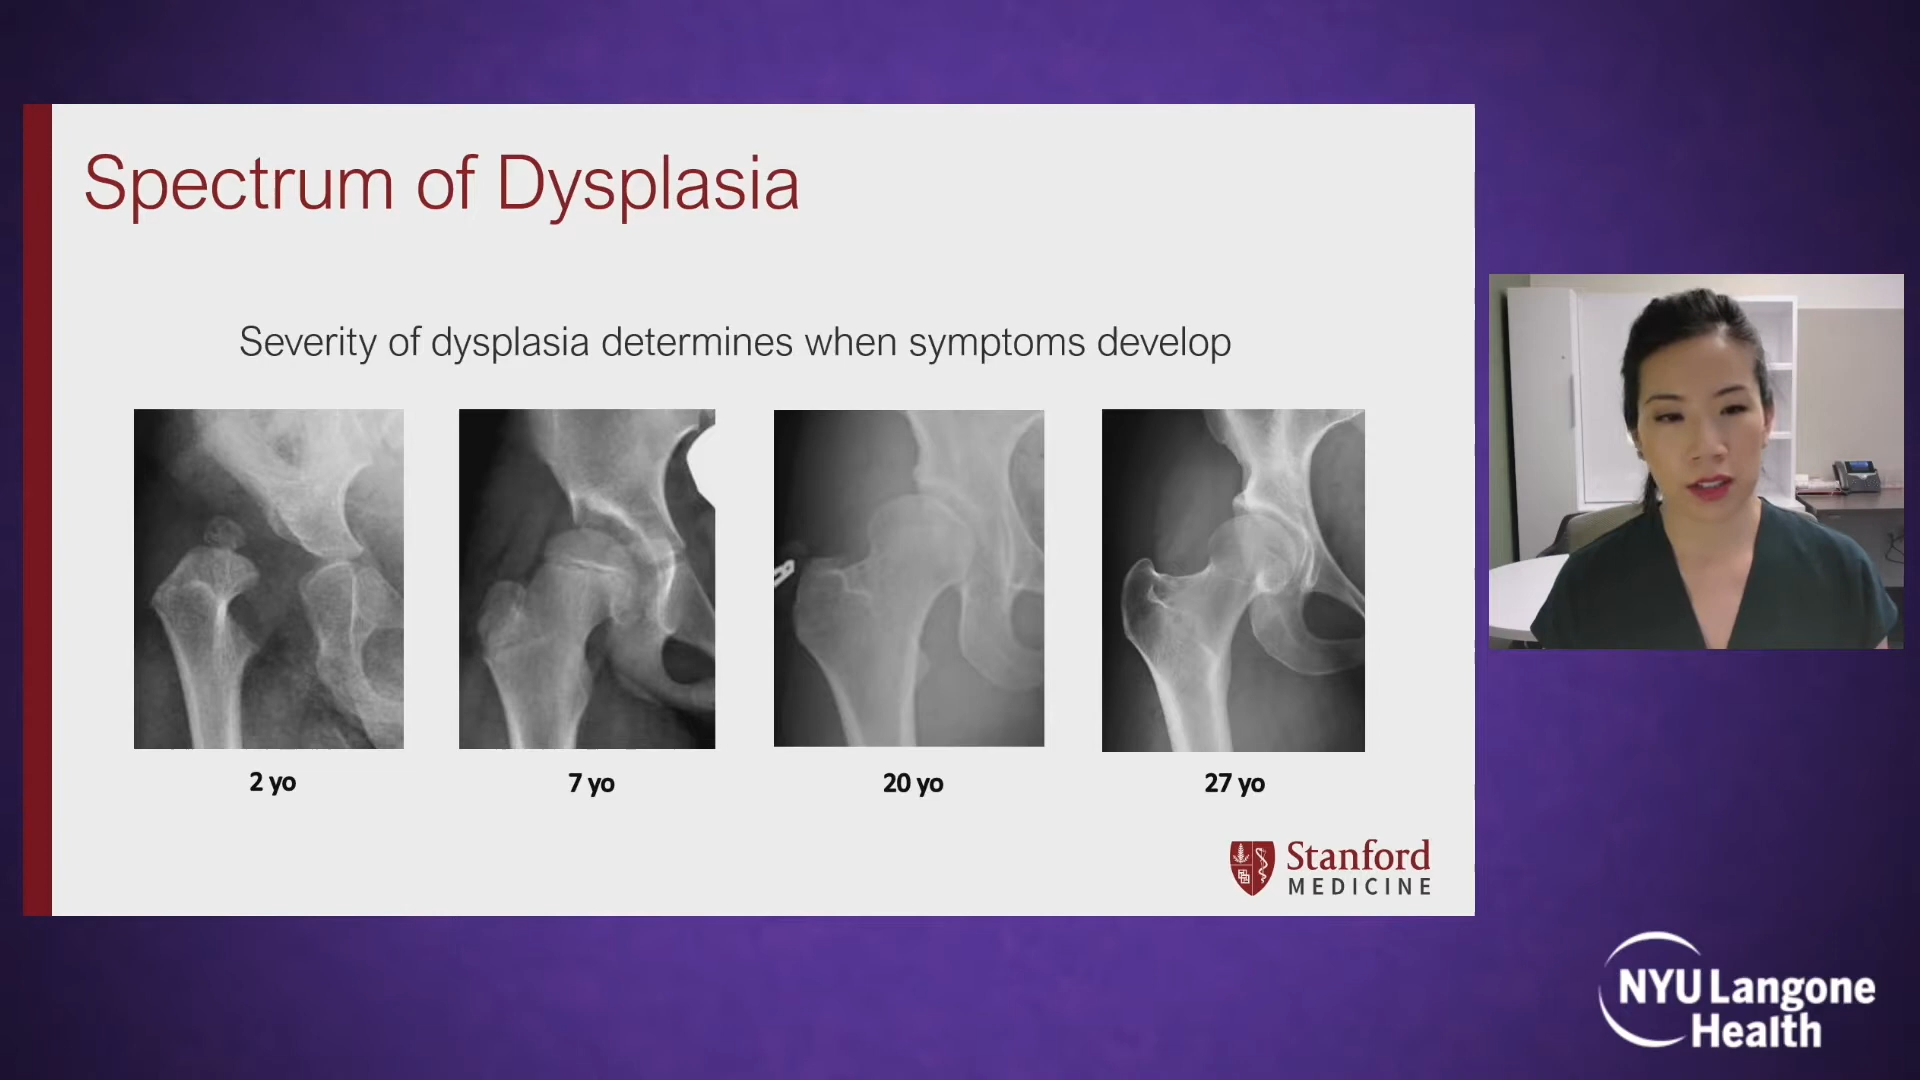 Spectrum of Dysplasia
Severity of dysplasia determines when symptoms develop
2 yo
7 yo
20 yo
27 yo
Stanford
MEDICINE
NYU Langone
Health